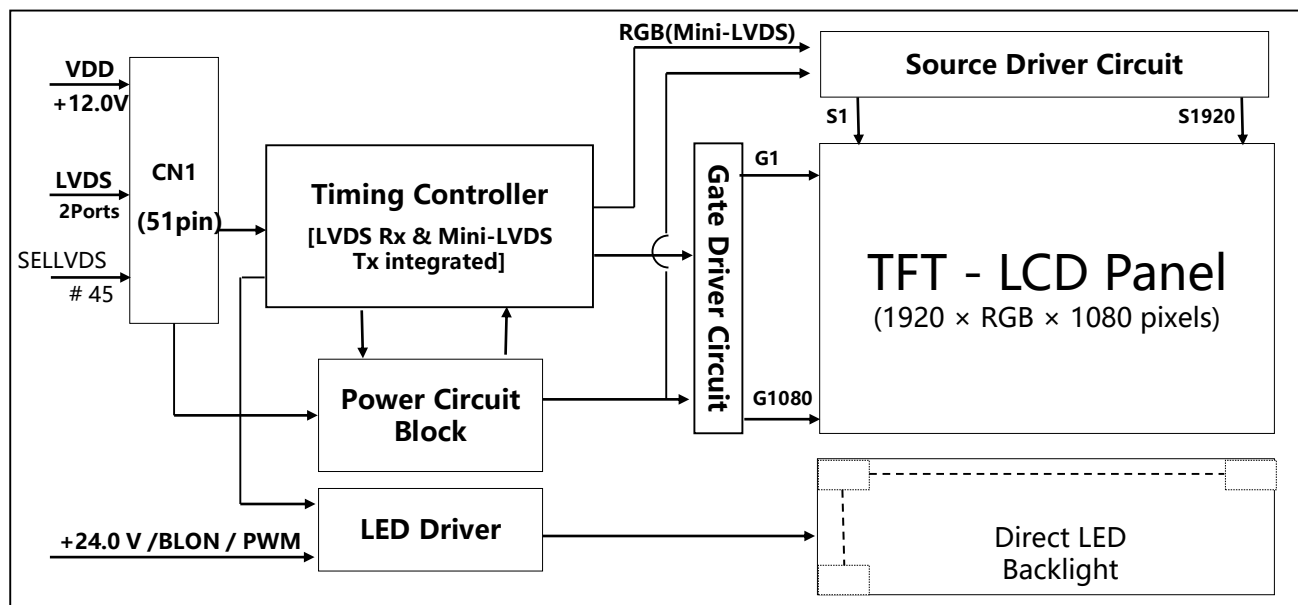 RGB(Mini-LVDS)
Source Driver Circuit
S1
S1920
VDD
+12.0V
LVDS
2Ports
SELLVDS
# 45
CN1
(51pin)
Timing Controller
[LVDS Rx & Mini-LVDS
Tx integrated]
Gate Driver Circuit
G1
G1080
TFT - LCD Panel
(1920 × RGB × 1080 pixels)
Power Circuit
Block
LED Driver
+24.0 V /BLON / PWM
Direct LED
Backlight